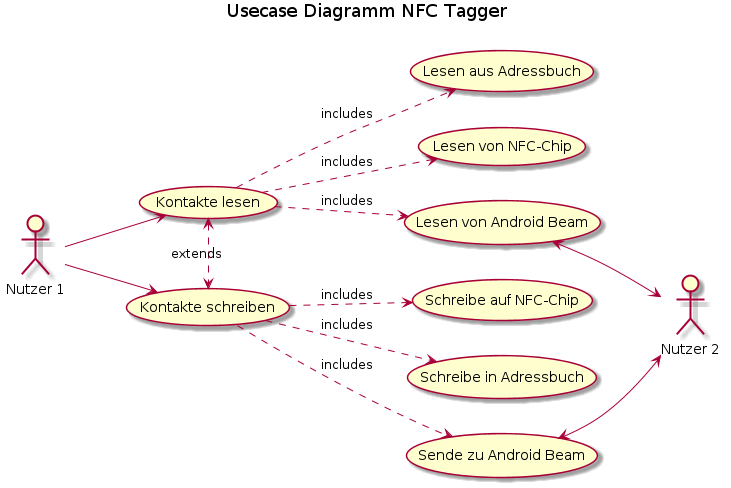 Usecase Diagramm NFC Tagger
Lesen aus Adressbuch
includes
Lesen von NFC-Chip
includes
Kontakte lesen
includes
Lesen von Android Beam
extends
Nutzer 1
Kontakte schreiben
includes
Schreibe auf NFC-Chip
includes
Nutzer 2
includes
Schreibe in Adressbuch
Sende zu Android Beam